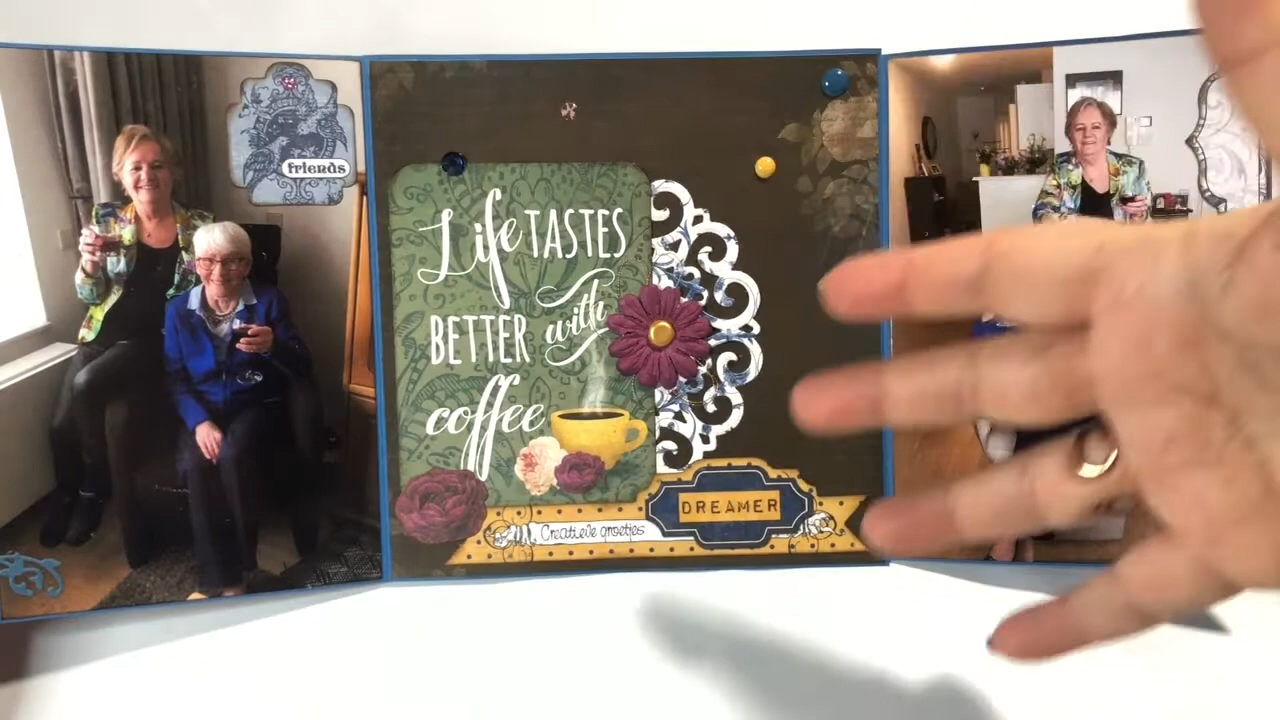 friends
Life TASTES
BETTER with
coffee
DREAMER
Creatieve groetjes